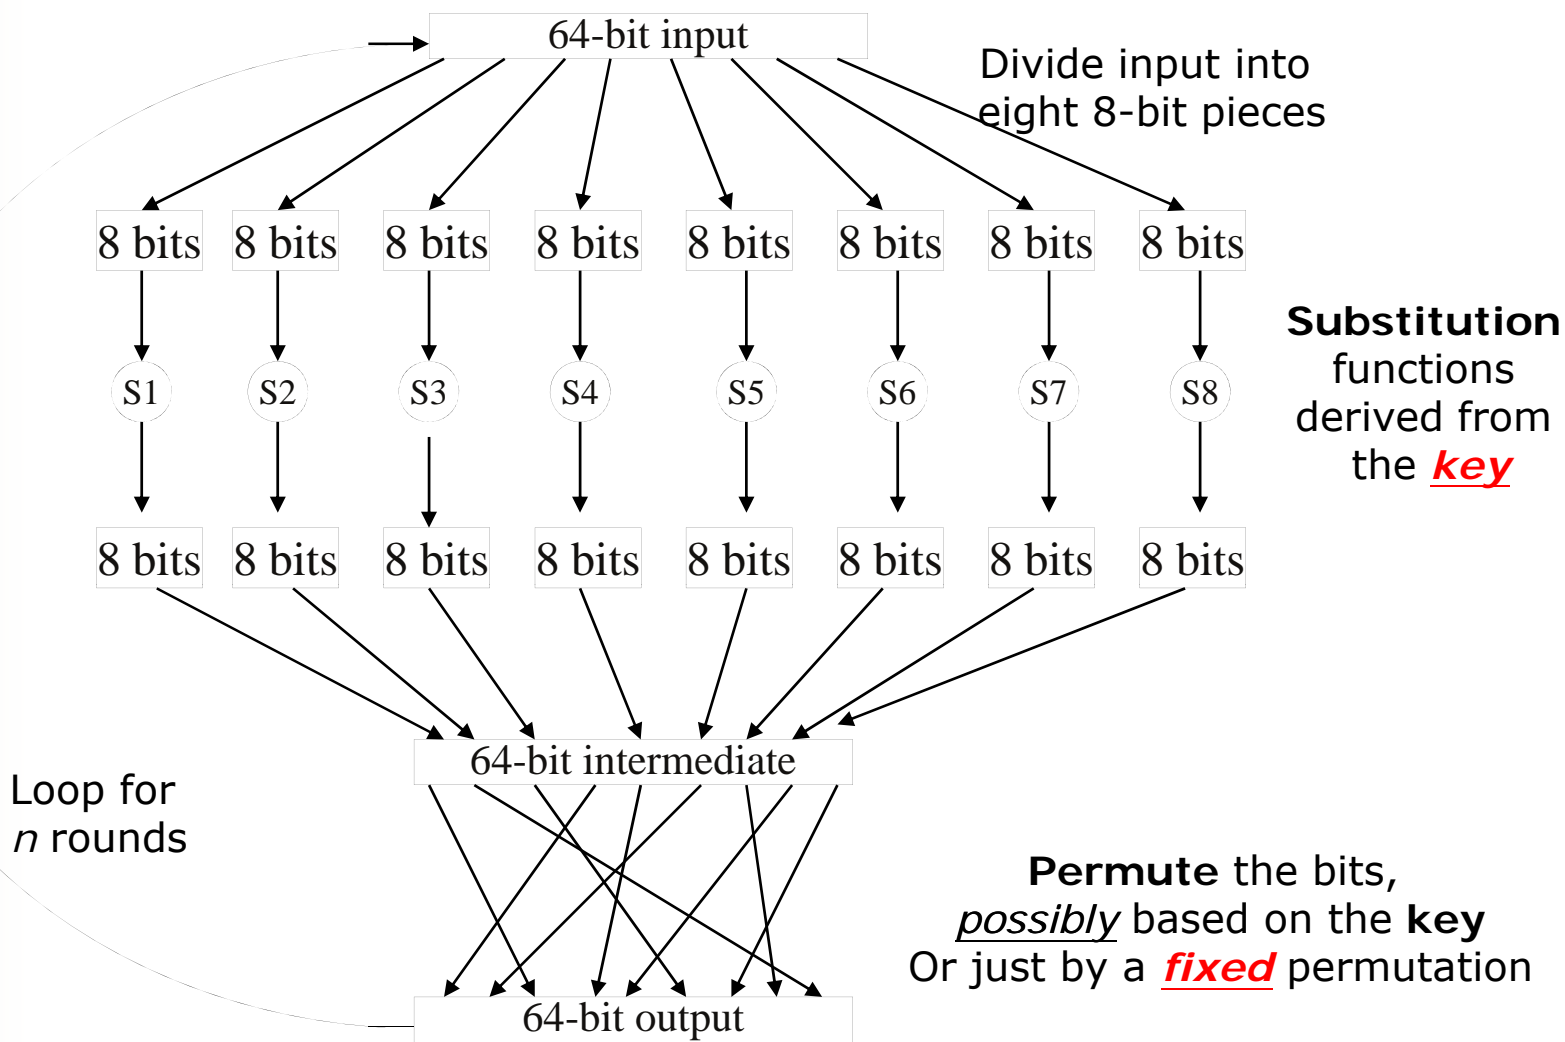 64-bit input
Divide input into
eight 8-bit pieces
8 bits 8 bits 8 bits 8 bits 8 bits 8 bits 8 bits 8 bits
S1 S2 S3 S4 S5 S6 S7 S8
Substitution
functions
derived from
the key
8 bits 8 bits 8 bits 8 bits 8 bits 8 bits 8 bits 8 bits
64-bit intermediate
Loop for
n rounds
Permute the bits,
possibly based on the key
Or just by a fixed permutation
64-bit output